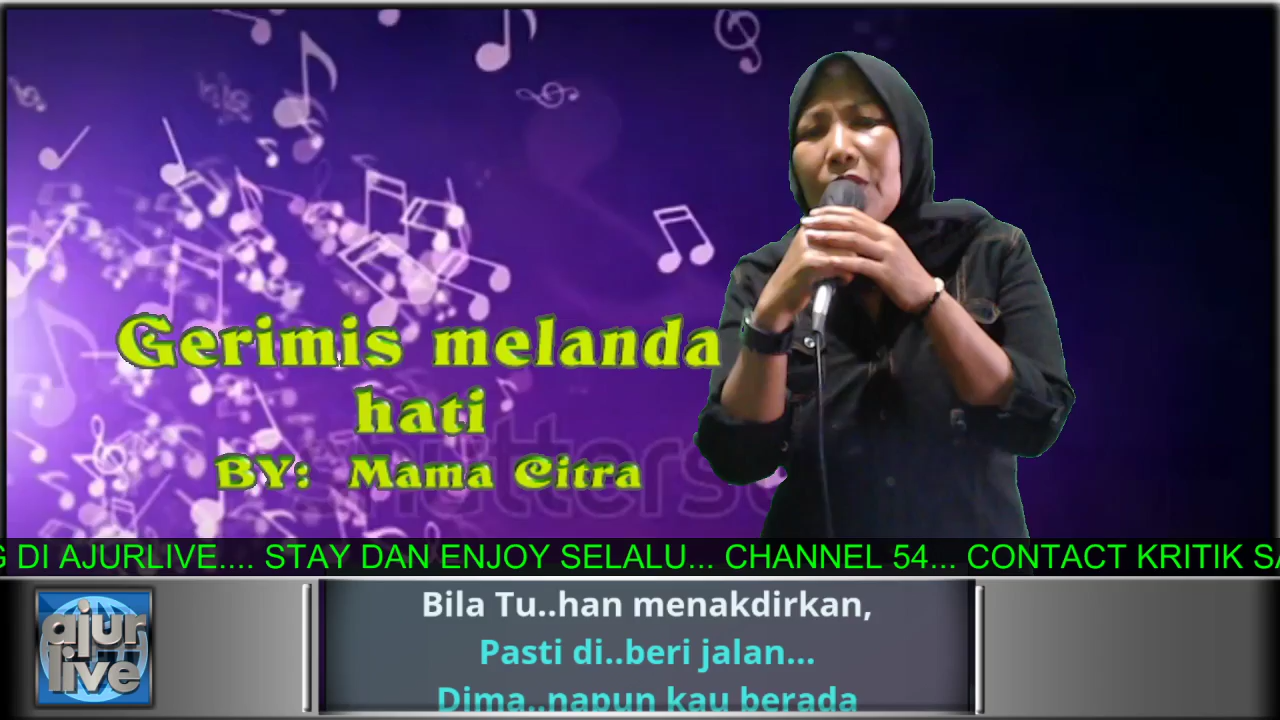 Gerimis melanda
hati
BY: Mama Citra
shutters
G DI AJURLIVE.... STAY DAN ENJOY SELALU... CHANNEL 54... CONTACT KRITIK SA
ajur
live
Bila Tu..han menakdirkan,
Pasti di..beri jalan...
Dima..napun kau berada